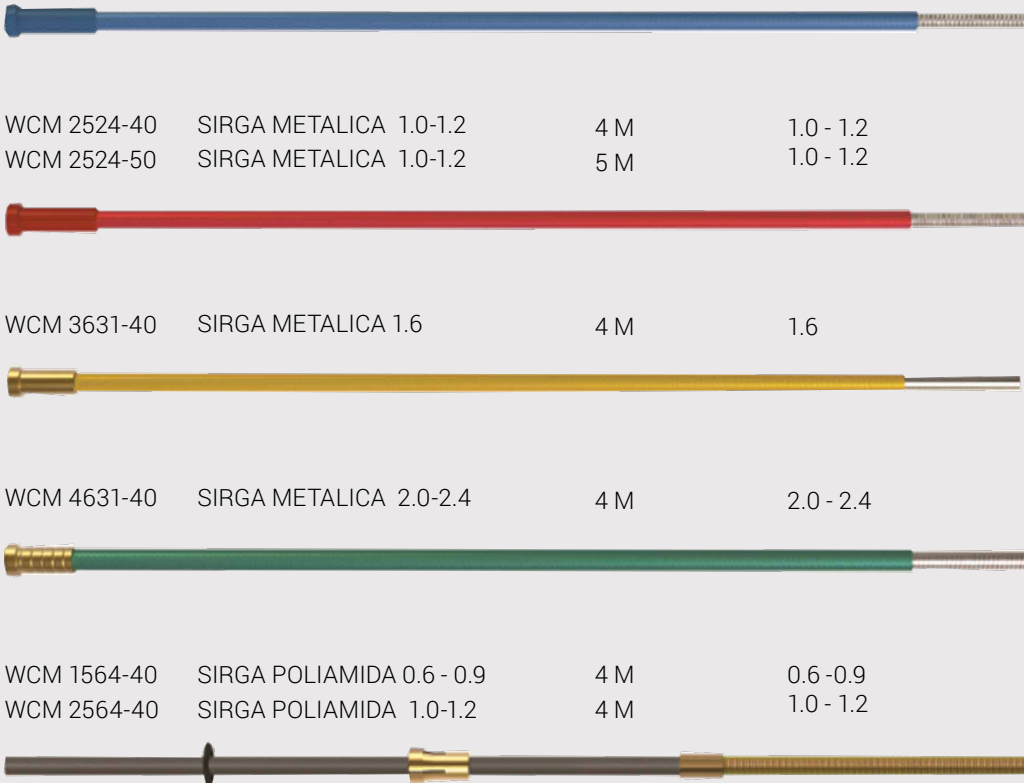 WCM 2524-40 SIRGA METALICA 1.0-1.2 4 M 1.0 - 1.2
WCM 2524-50 SIRGA METALICA 1.0-1.2 5 M 1.0 - 1.2
WCM 3631-40 SIRGA METALICA 1.6 4 M 1.6
WCM 4631-40 SIRGA METALICA 2.0-2.4 4 M 2.0 - 2.4
WCM 1564-40 SIRGA POLIAMIDA 0.6 - 0.9 4 M 0.6 -0.9
WCM 2564-40 SIRGA POLIAMIDA 1.0-1.2 4 M 1.0 - 1.2